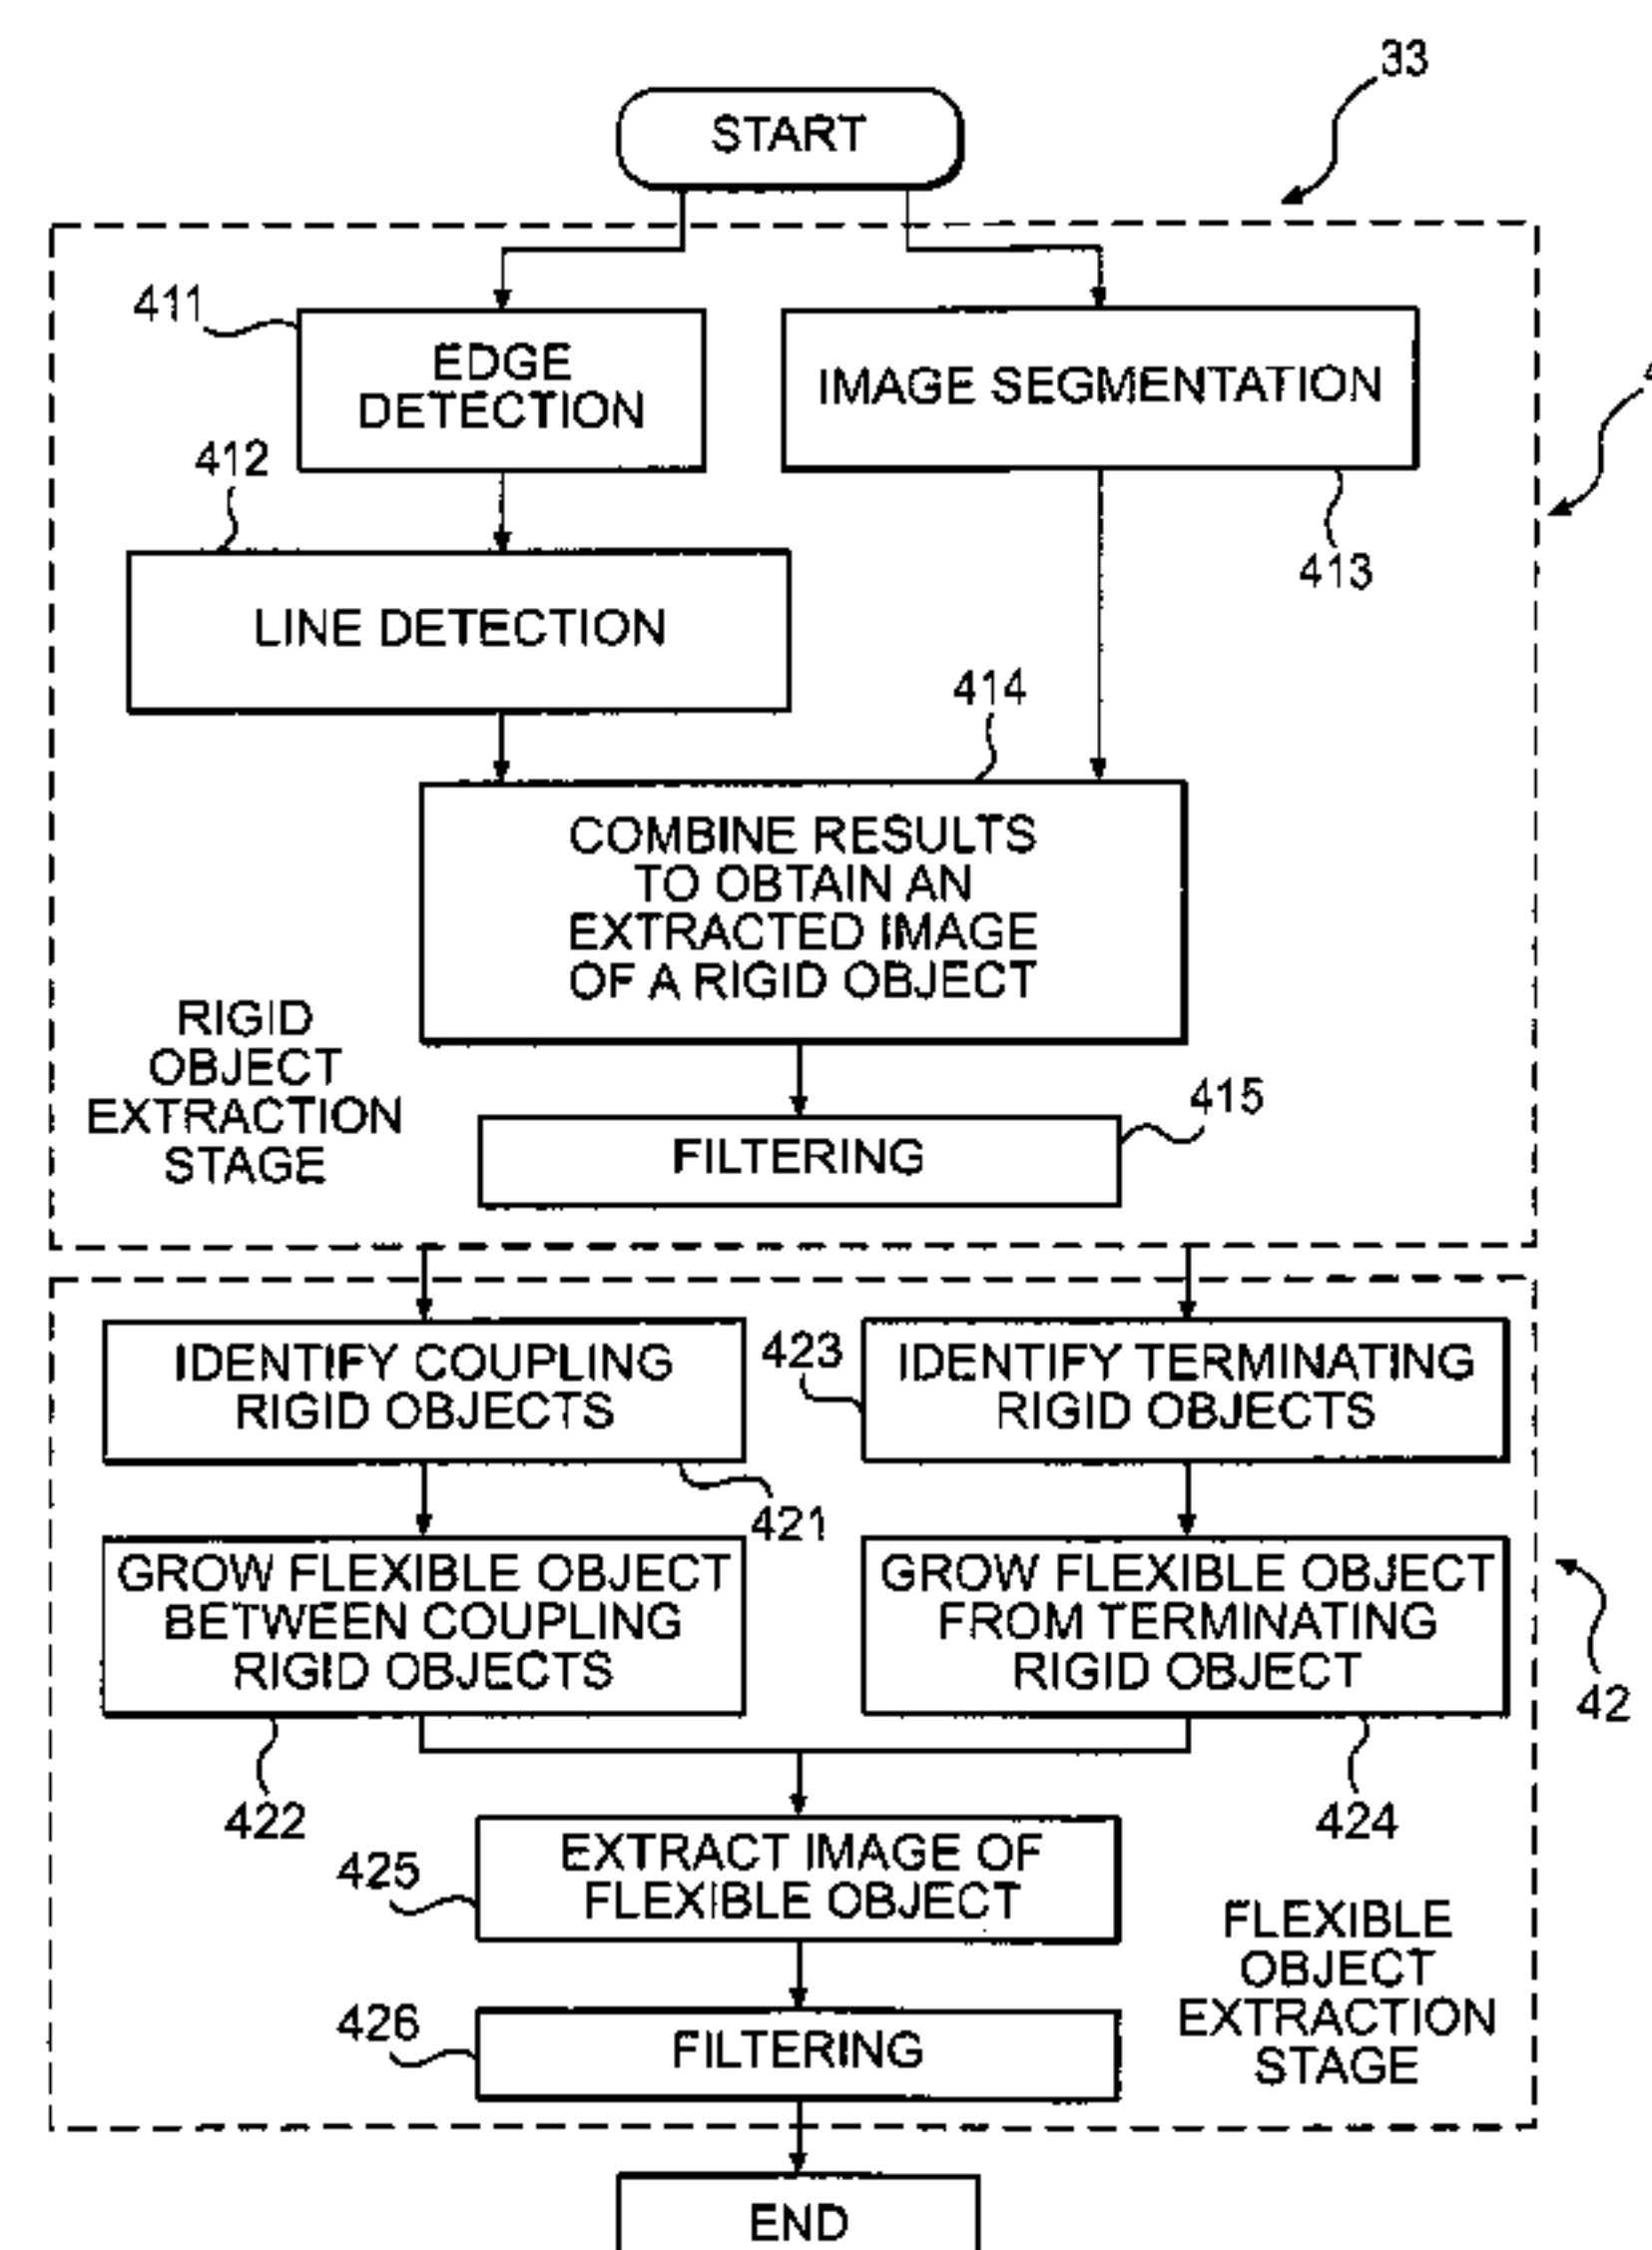 33
START
411
EDGE
DETECTION
IMAGE SEGMENTATION
412
413
LINE DETECTION
414
COMBINE RESULTS
TO OBTAIN AN
EXTRACTED IMAGE
OF A RIGID OBJECT
RIGID
OBJECT
EXTRACTION
STAGE
415
FILTERING
IDENTIFY COUPLING
RIGID OBJECTS
423
IDENTIFY TERMINATING
RIGID OBJECTS
421
GROW FLEXIBLE OBJECT
BETWEEN COUPLING
RIGID OBJECTS
GROW FLEXIBLE OBJECT
FROM TERMINATING
RIGID OBJECT
42
422
424
425
EXTRACT IMAGE OF
FLEXIBLE OBJECT
FLEXIBLE
OBJECT
EXTRACTION
STAGE
426
FILTERING
END